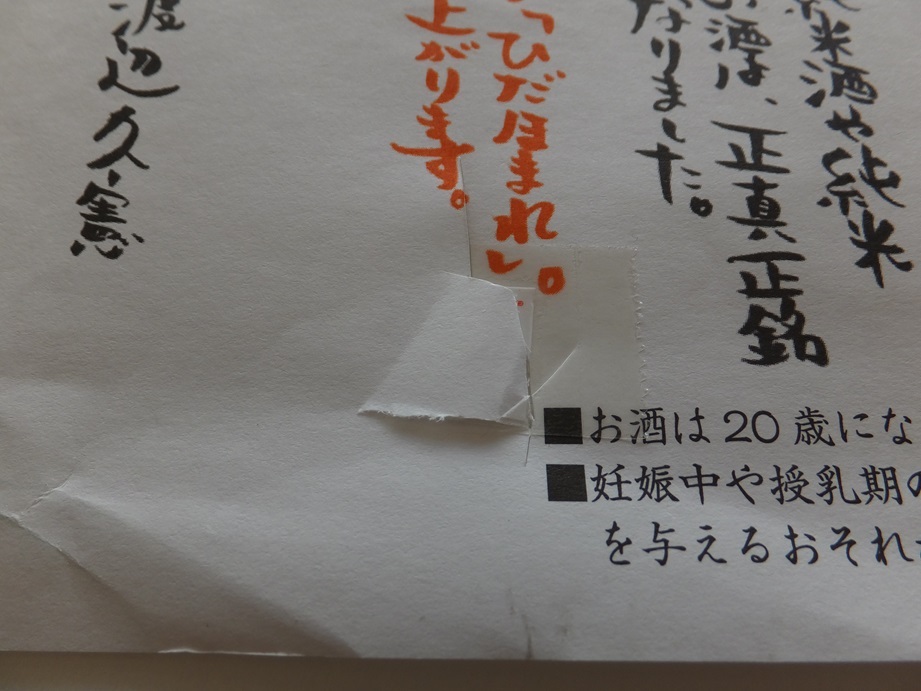 純米酒や純米
酒は、正真正銘
なりました。
「ひだほまれ」。
上がります。
渡辺久憲
■お酒は20歳にな
■妊娠中や授乳期の
を与えるおそれ